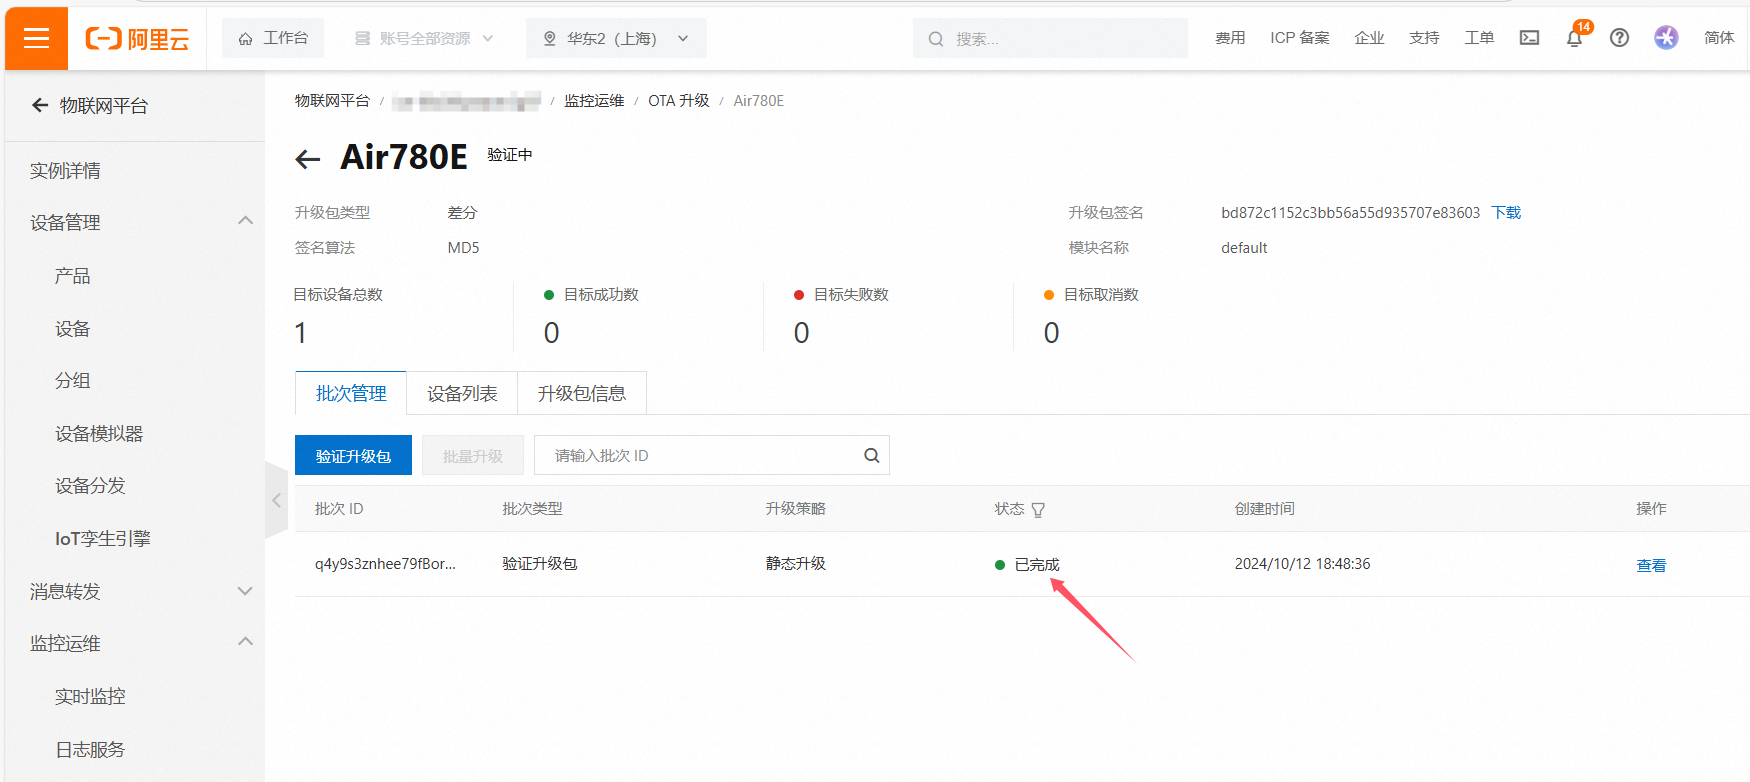 阿里云 工作台 账号全部资源 华东2（上海） 搜索... 费用 ICP 备案 企业 支持 工单 14 简体
物联网平台
物联网平台 / / 监控运维 / OTA 升级 / Air780E
Air780E 验证中
实例详情
设备管理
产品
设备
分组
设备模拟器
设备分发
IoT孪生引擎
消息转发
监控运维
实时监控
日志服务
升级包类型 差分 升级包签名 bd872c1152c3bb56a55d935707e83603 下载
签名算法 MD5 模块名称 default
目标设备总数 目标成功数 目标失败数 目标取消数
1 0 0 0
批次管理 设备列表 升级包信息
验证升级包 批量升级 请输入批次 ID
批次 ID 批次类型 升级策略 状态 创建时间 操作
q4y9s3znhee79fBor... 验证升级包 静态升级 已完成 2024/10/12 18:48:36 查看